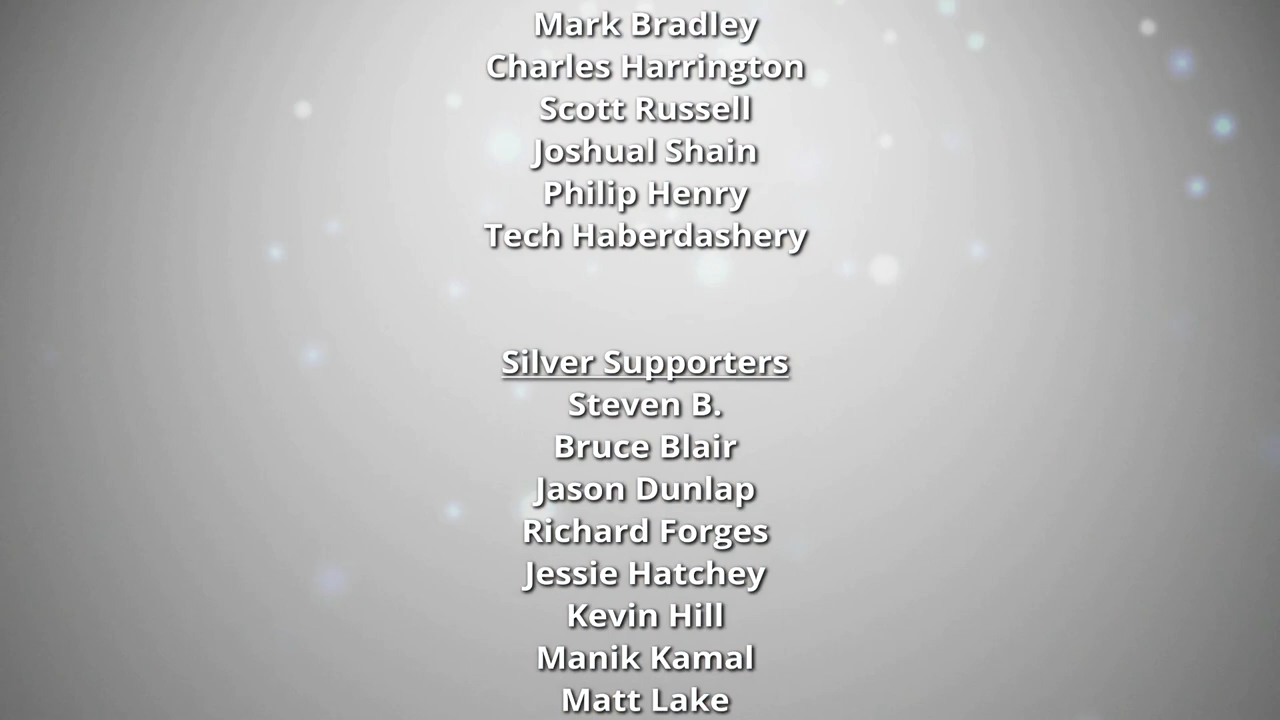 Mark Bradley
Charles Harrington
Scott Russell
Joshual Shain
Philip Henry
Tech Haberdashery
Silver Supporters
Steven B.
Bruce Blair
Jason Dunlap
Richard Forges
Jessie Hatchey
Kevin Hill
Manik Kamal
Matt Lake